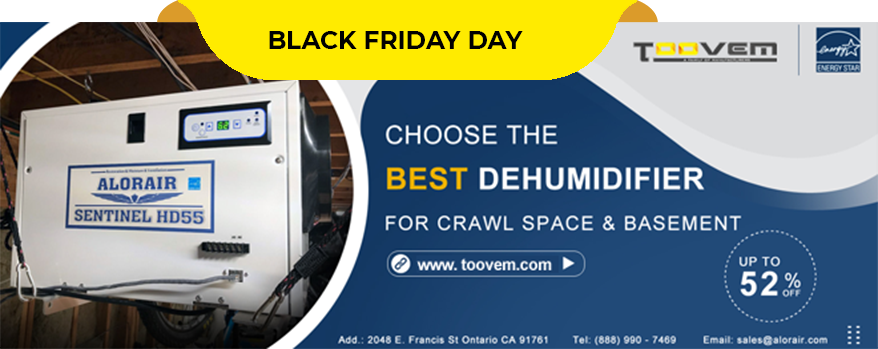 BLACK FRIDAY DAY
TOOVEM
energy
ENERGY STAR
62
ALORAIR
SENTINEL HD55
CHOOSE THE
BEST DEHUMIDIFIER
FOR CRAWL SPACE & BASEMENT
www. toovem.com
UP TO
52 % OFF
Add.: 2048 E. Francis St Ontario CA 91761 Tel: (888) 990 - 7469 Email: sales@alorair.com